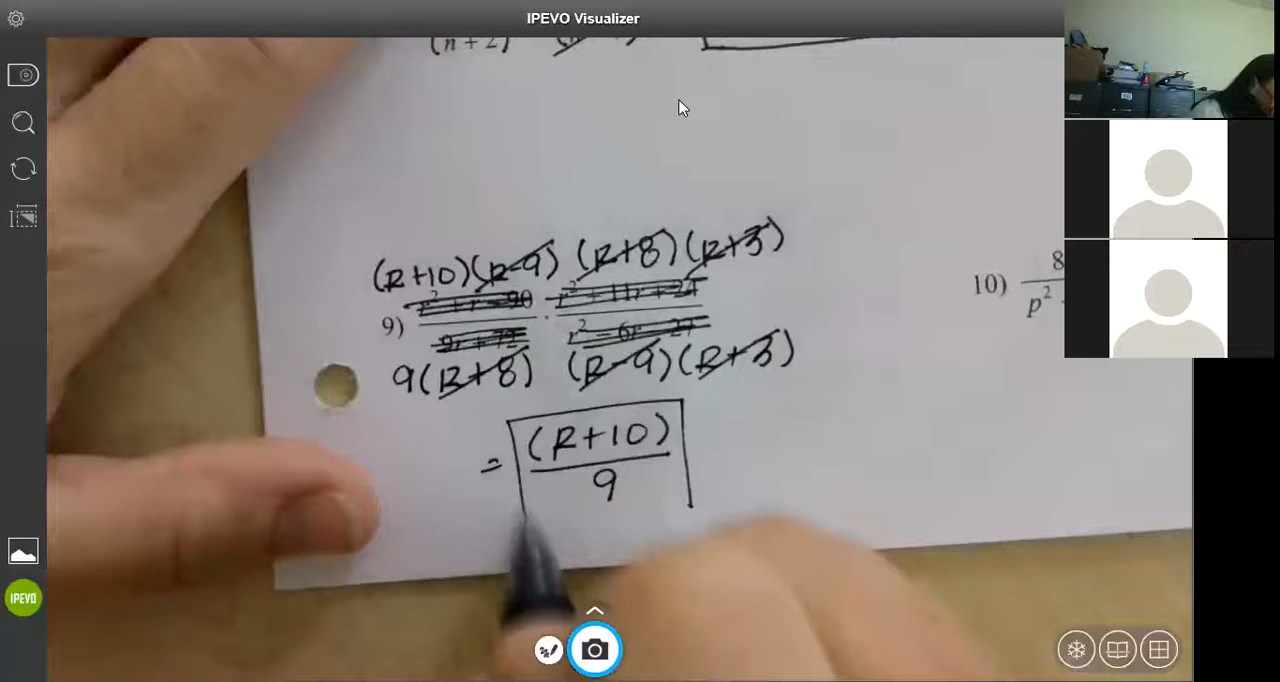 IPEVO Visualizer
(n + 2)
(R+10)(R-9) (R+8)(R+3)
9) r² + r - 90 · r² + 11r + 24
9r + 72 r² - 6r - 27
9(R+8) (R-9)(R+3)
= (R+10)
9
10) 8
p²
IPEVO